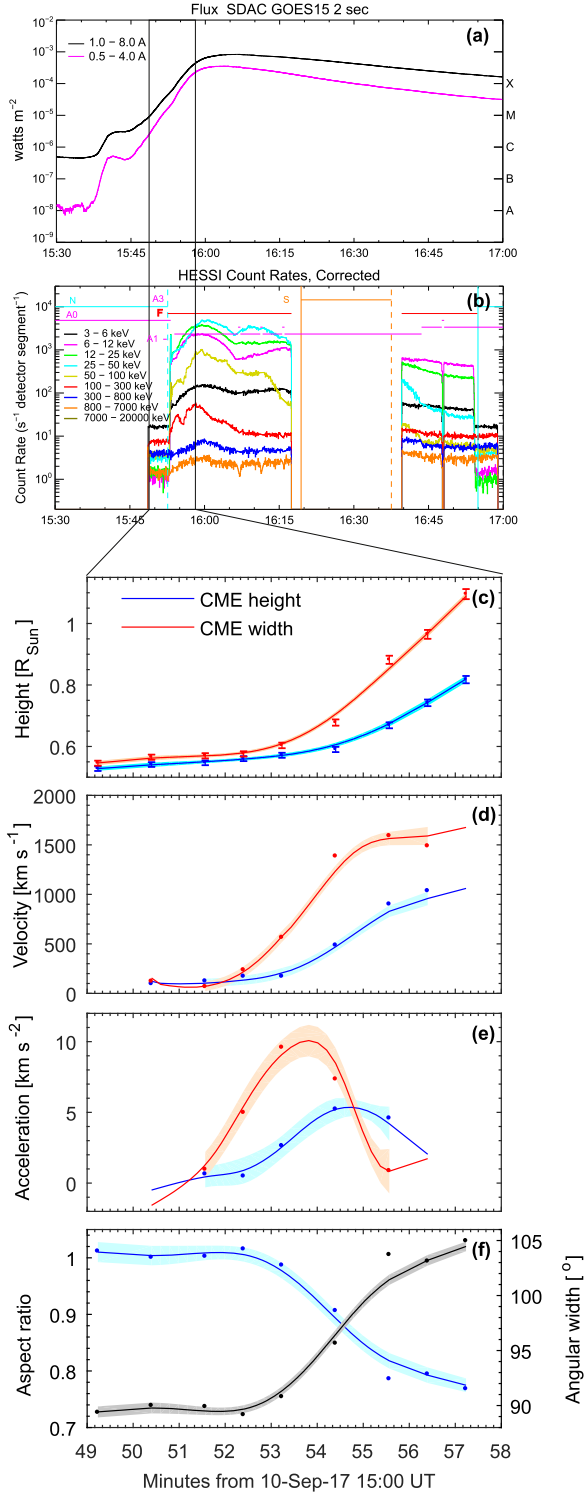 Flux SDAC GOES15 2 sec
10⁻² (a)
1.0 – 8.0 A
10⁻³ 0.5 – 4.0 A
10⁻⁴ X
10⁻⁵ M
10⁻⁶ C
10⁻⁷ B
10⁻⁸ A
10⁻⁹
watts m⁻²
15:30 15:45 16:00 16:15 16:30 16:45 17:00
HESSI Count Rates, Corrected
N A3 S (b)
10⁴ A0 F
A1
3 – 6 keV
10³ 6 – 12 keV
12 – 25 keV
25 – 50 keV
10² 50 – 100 keV
100 – 300 keV
300 – 800 keV
10¹ 800 – 7000 keV
7000 – 20000 keV
10⁰
Count Rate (s⁻¹ detector segment⁻¹)
15:30 15:45 16:00 16:15 16:30 16:45 17:00
CME height (c)
CME width
1
0.8
0.6
Height [R_Sun]
2000 (d)
1500
1000
500
0
Velocity [km s⁻¹]
10 (e)
5
0
Acceleration [km s⁻²]
1 (f) 105
0.9 100
0.8 95
0.7 90
Aspect ratio
Angular width [ °]
49 50 51 52 53 54 55 56 57 58
Minutes from 10-Sep-17 15:00 UT